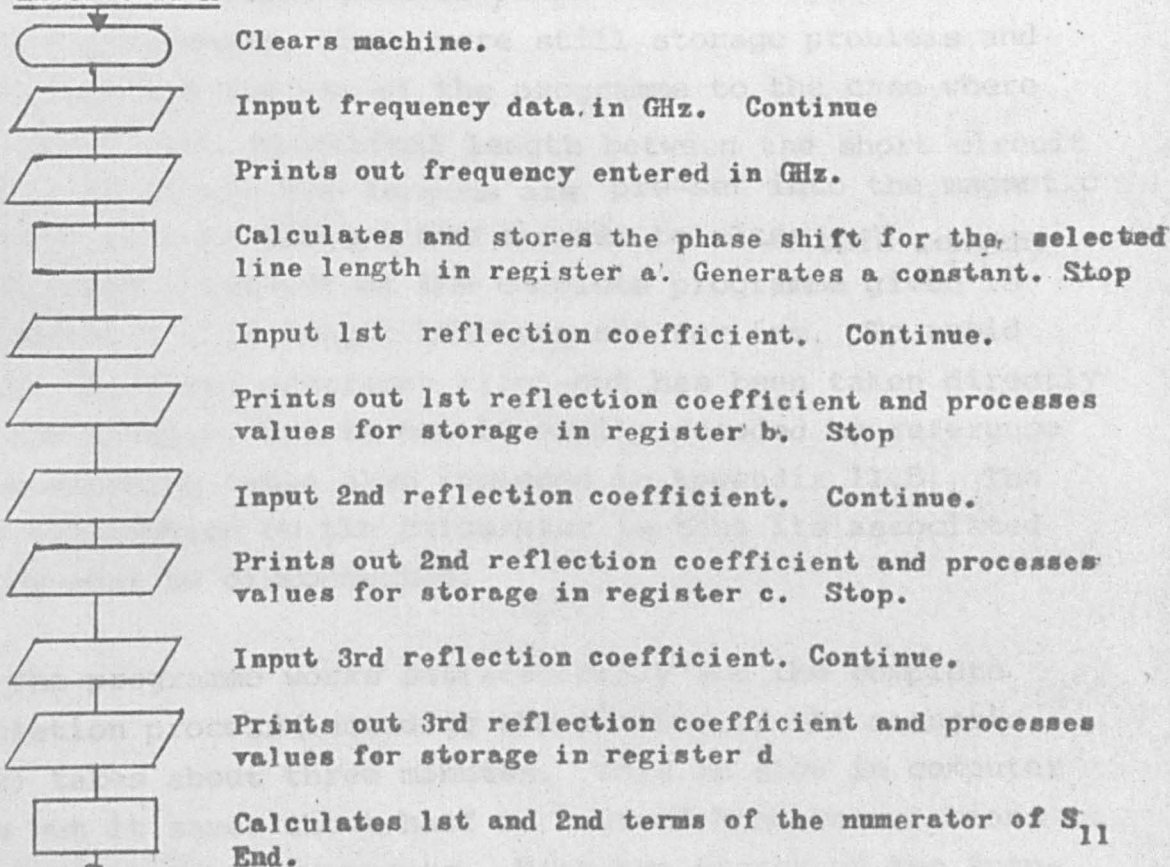 Clears machine.
Input frequency data.in GHz. Continue
Prints out frequency entered in GHz.
Calculates and stores the phase shift for the selected
line length in register a. Generates a constant. Stop
Input 1st reflection coefficient. Continue.
Prints out 1st reflection coefficient and processes
values for storage in register b. Stop
Input 2nd reflection coefficient. Continue.
Prints out 2nd reflection coefficient and processes
values for storage in register c. Stop.
Input 3rd reflection coefficient. Continue.
Prints out 3rd reflection coefficient and processes
values for storage in register d
Calculates 1st and 2nd terms of the numerator of S11
End.